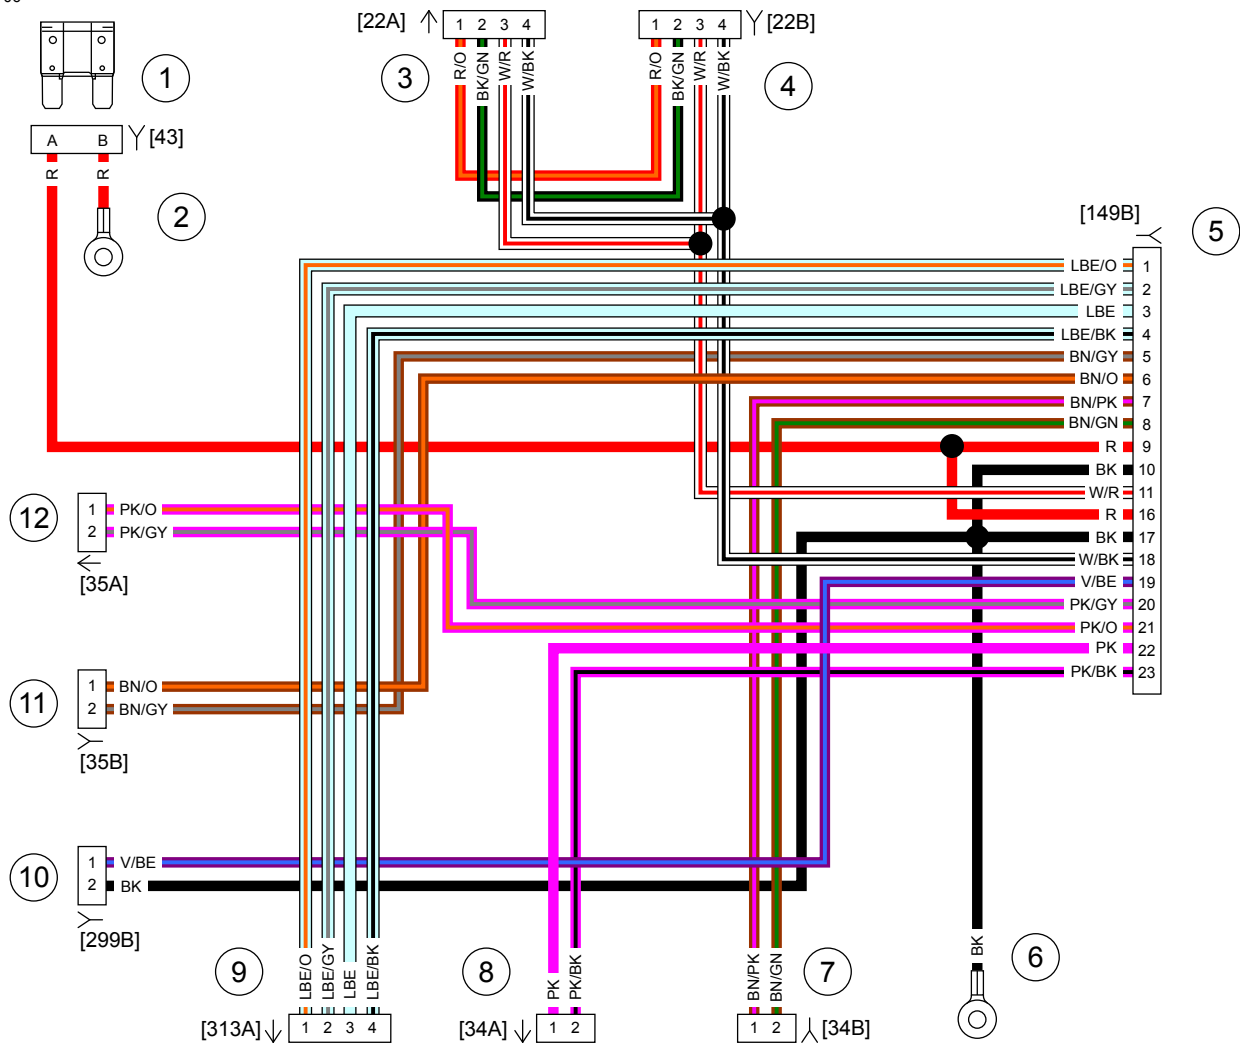 [22A]
1 2 3 4
R/O
BK/GN
W/R
W/BK
3
1 2 3 4
[22B]
R/O
BK/GN
W/R
W/BK
4
1
A B
[43]
R
R
2
[149B]
5
LBE/O 1
LBE/GY 2
LBE 3
LBE/BK 4
BN/GY 5
BN/O 6
BN/PK 7
BN/GN 8
R 9
BK 10
W/R 11
R 16
BK 17
W/BK 18
V/BE 19
PK/GY 20
PK/O 21
PK 22
PK/BK 23
12
1 PK/O
2 PK/GY
[35A]
11
1 BN/O
2 BN/GY
[35B]
10
1 V/BE
2 BK
[299B]
9
LBE/O
LBE/GY
LBE
LBE/BK
[313A]
1 2 3 4
8
PK
PK/BK
[34A]
1 2
7
BN/PK
BN/GN
1 2
[34B]
BK
6